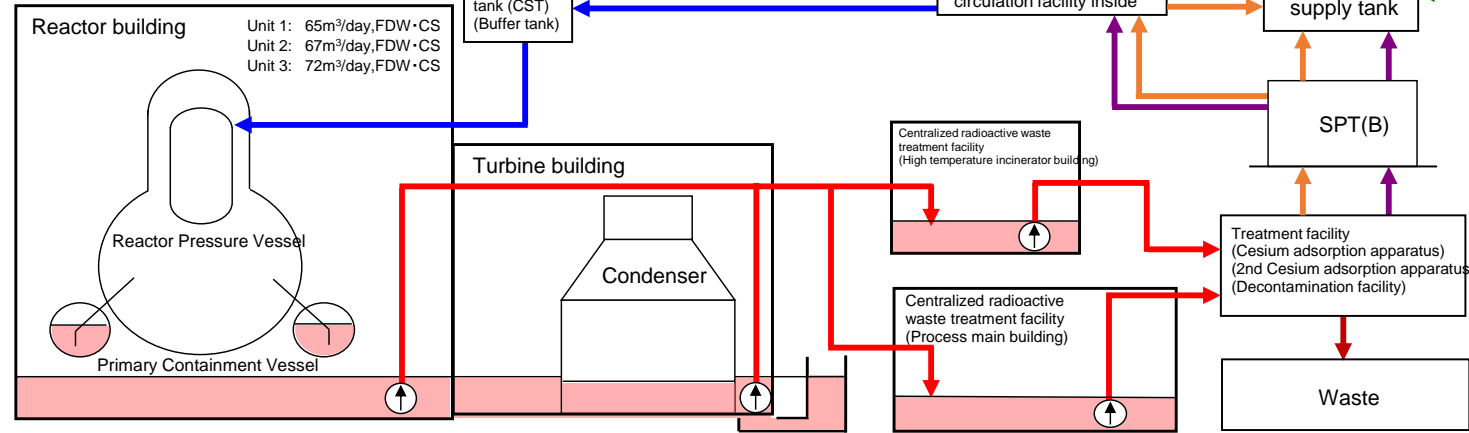 tank (CST)
(Buffer tank)
circulation facility inside
supply tank
Reactor building
Unit 1: 65m³/day,FDW・CS
Unit 2: 67m³/day,FDW・CS
Unit 3: 72m³/day,FDW・CS
SPT(B)
Centralized radioactive waste
treatment facility
(High temperature incinerator building)
Turbine building
Reactor Pressure Vessel
Condenser
Treatment facility
(Cesium adsorption apparatus)
(2nd Cesium adsorption apparatus
(Decontamination facility)
Centralized radioactive
waste treatment facility
(Process main building)
Primary Containment Vessel
Waste